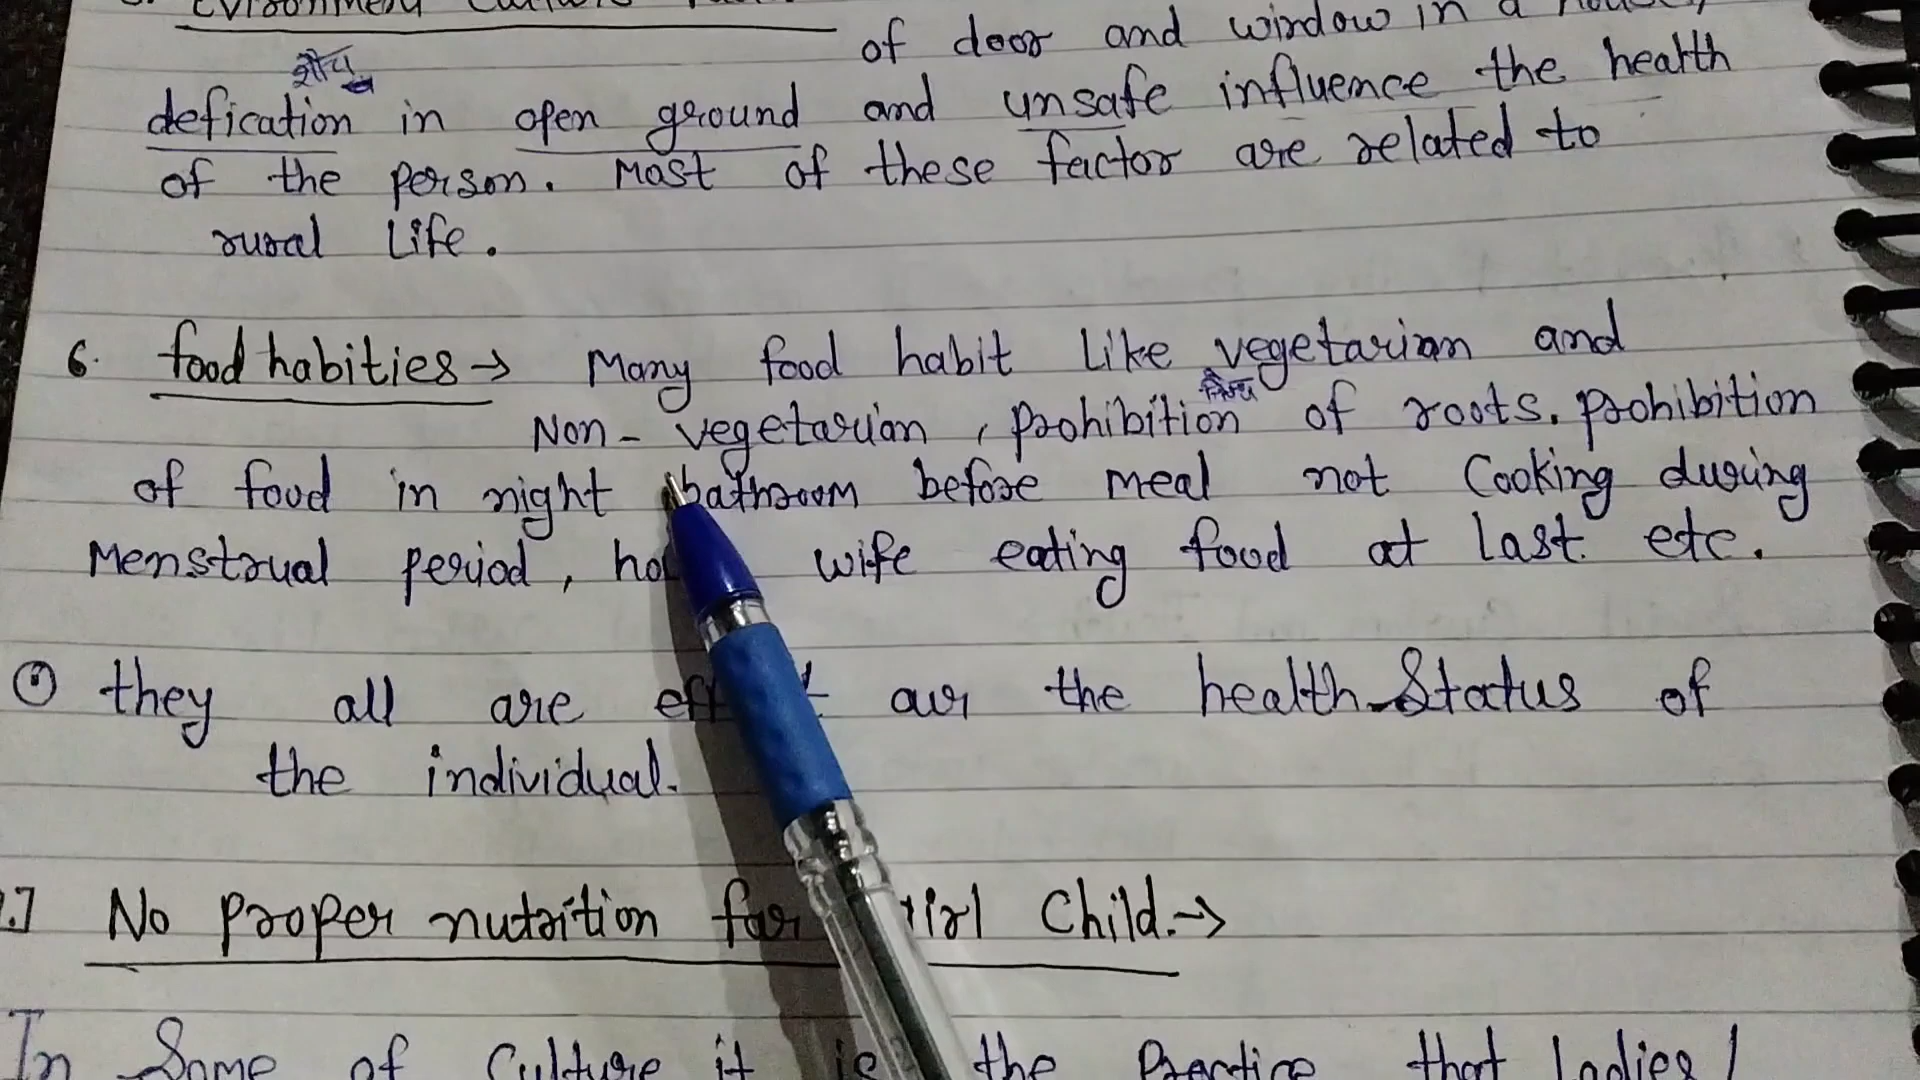 of door and window in a
शौच
defication in open ground and unsafe influence the health
of the person. Most of these factor are related to
rural Life.
6. food habities → Many food habit like vegetarian and
Non - vegetarian, prohibition of roots. prohibition
of food in night bathroom before meal not Cooking during
Menstrual period, wife eating food at last. etc.
they all are our the health Status of
the individual.
No proper nutrition for Child. →
In Some of Culture it is the that Ladies